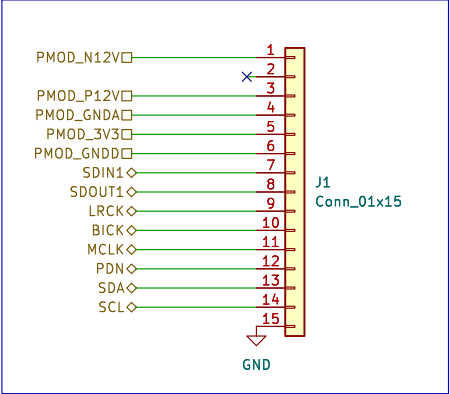 PMOD_N12V 1
2
PMOD_P12V 3
PMOD_GNDA 4
PMOD_3V3 5
PMOD_GNDD 6
SDIN1 7
SDOUT1 8
LRCK 9
BICK 10
MCLK 11
PDN 12
SDA 13
SCL 14
15
J1
Conn_01x15
GND